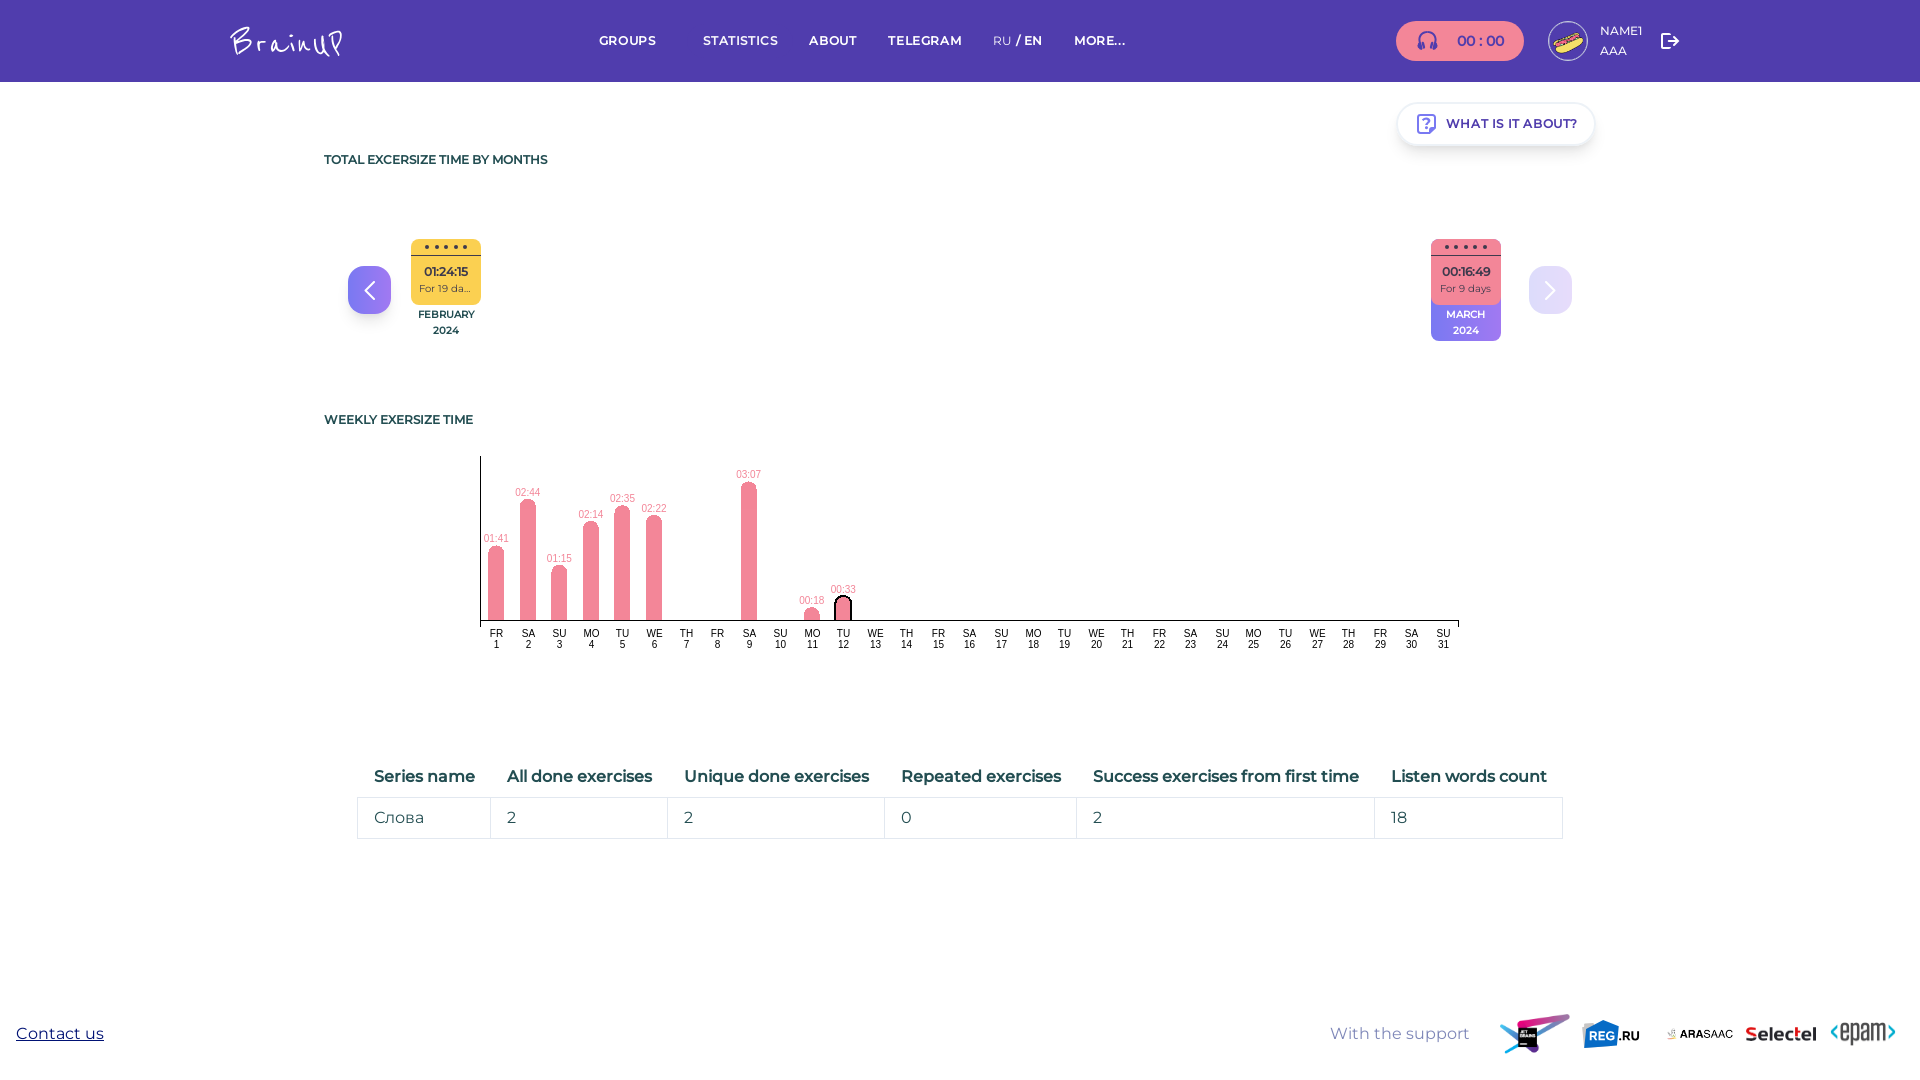 BrainUP
GROUPS STATISTICS ABOUT TELEGRAM RU / EN MORE...
00 : 00
NAME1
AAA
WHAT IS IT ABOUT?
TOTAL EXCERSIZE TIME BY MONTHS
01:24:15
For 19 da...
FEBRUARY
2024
00:16:49
For 9 days
MARCH
2024
WEEKLY EXERSIZE TIME
01:41 02:44 01:15 02:14 02:35 02:22 03:07 00:18 00:33
FR SA SU MO TU WE TH FR SA SU MO TU WE TH FR SA SU MO TU WE TH FR SA SU MO TU WE TH FR SA SU
1 2 3 4 5 6 7 8 9 10 11 12 13 14 15 16 17 18 19 20 21 22 23 24 25 26 27 28 29 30 31
Series name All done exercises Unique done exercises Repeated exercises Success exercises from first time Listen words count
Слова 2 2 0 2 18
Contact us
With the support
JET BRAINS
REG.RU
ARASAAC
Selectel
<epam>